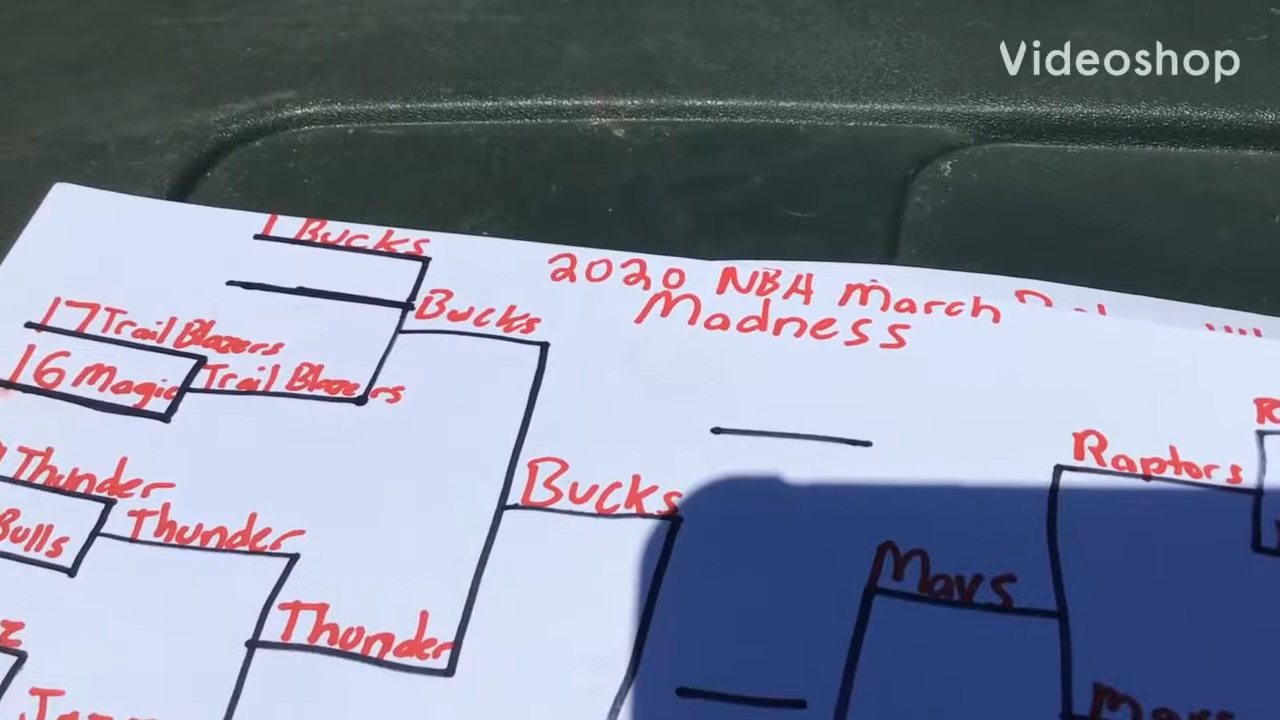 Videoshop
1 Bucks
2020 NBA March
Madness
17 Trail Blazers
Bucks
16 Magic
Trail Blazers
Thunder
Bulls
Thunder
Bucks
Raptors
Thunder
Mavs